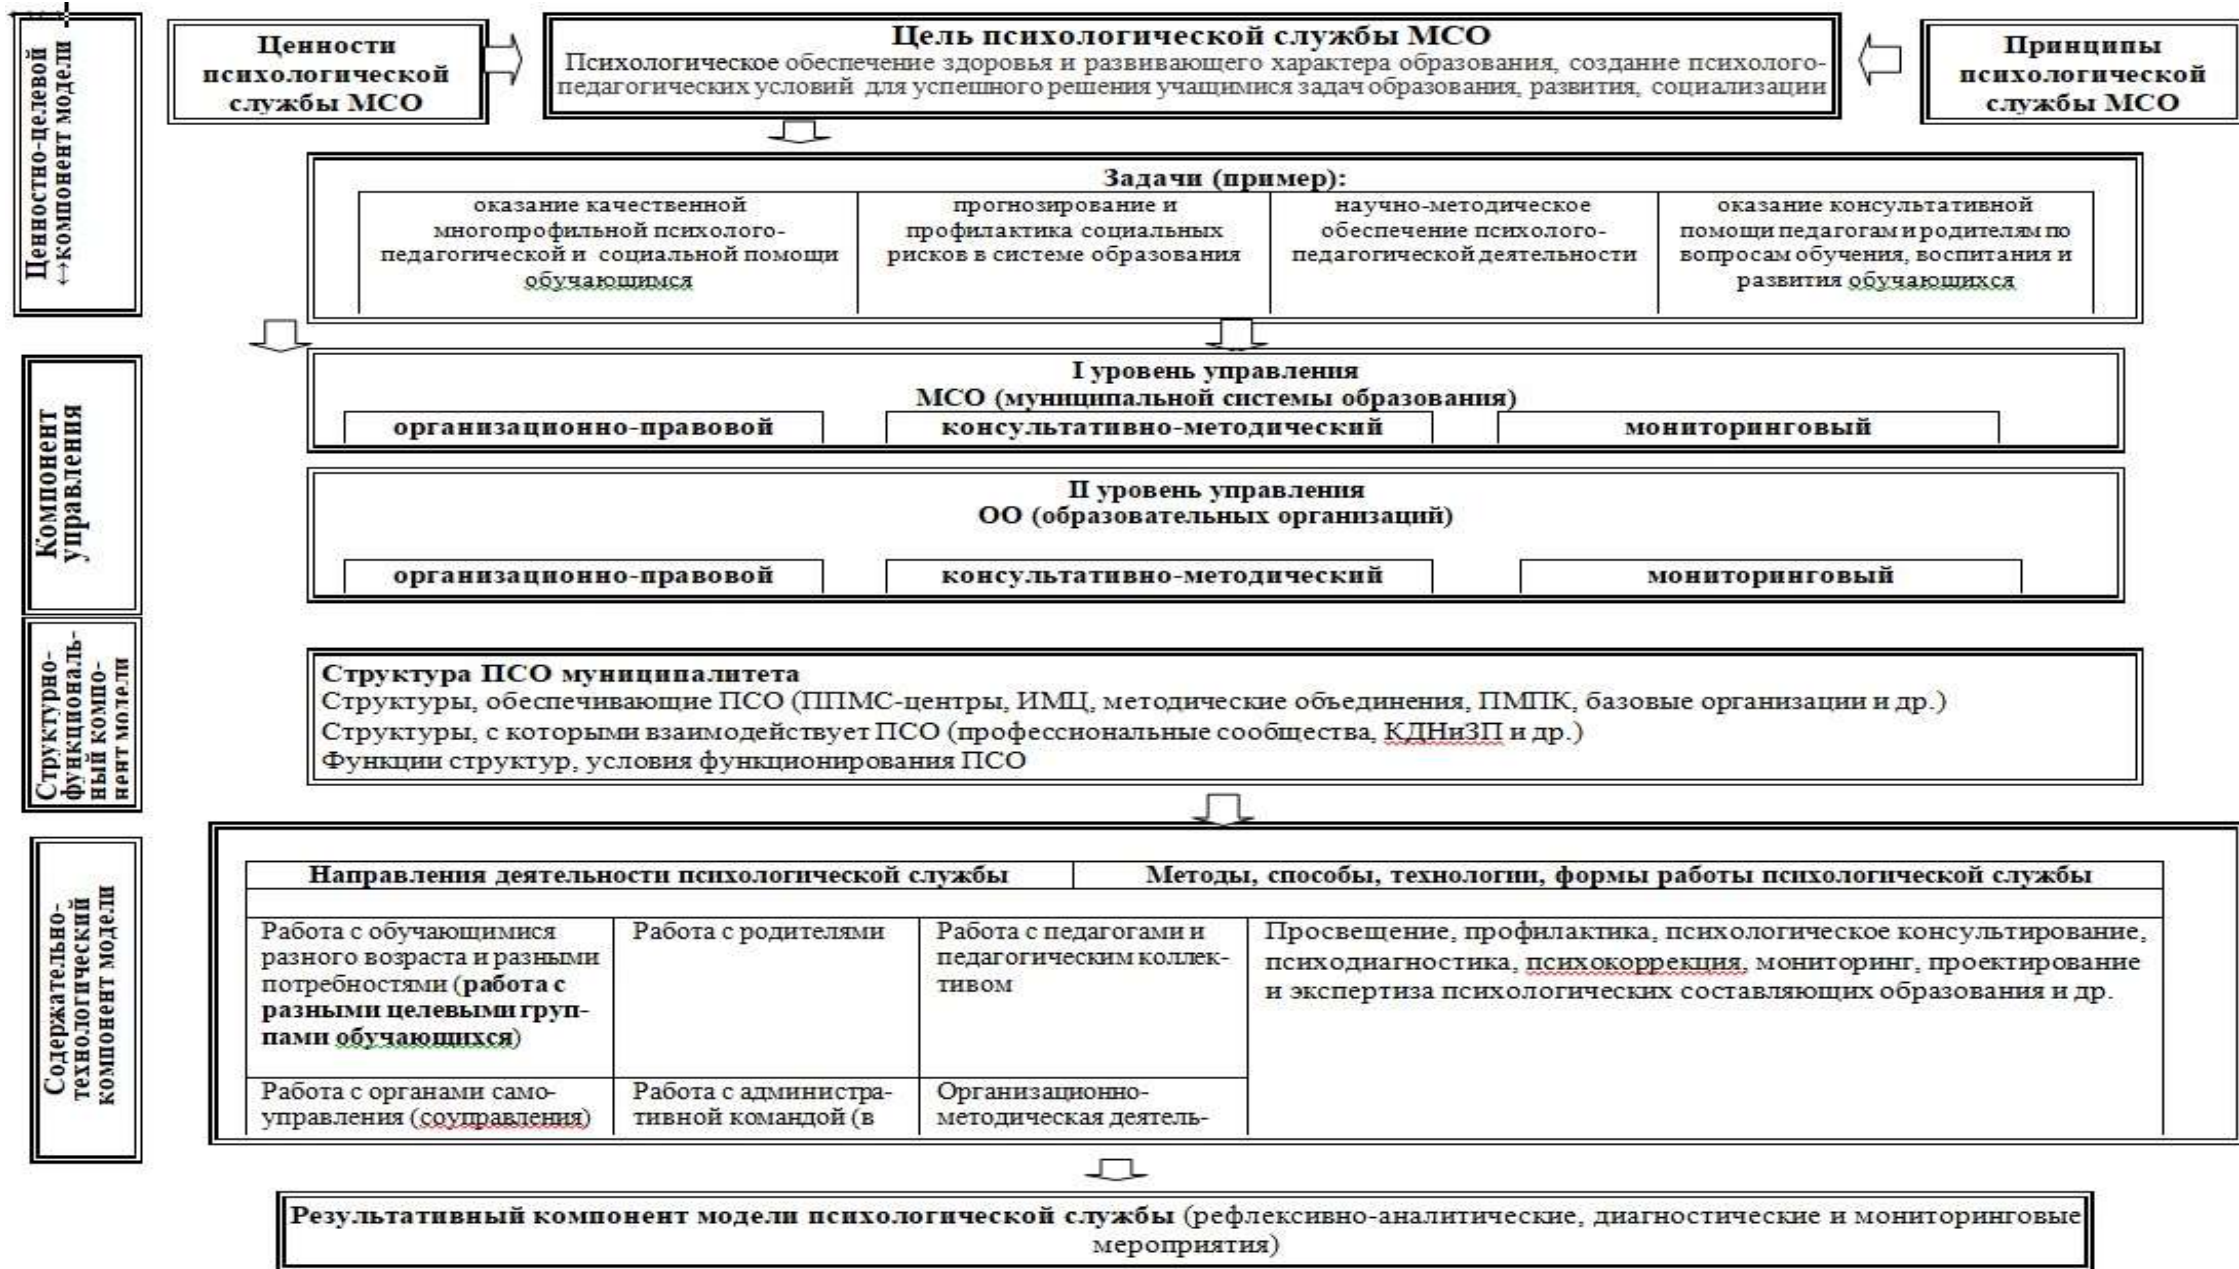 Ценностно-целевой
↔компонент модели
Ценности
психологической
службы МСО
Цель психологической службы МСО
Психологическое обеспечение здоровья и развивающего характера образования, создание психолого-
педагогических условий для успешного решения учащимися задач образования, развития, социализации
Принципы
психологической
службы МСО
Задачи (пример):
оказание качественной
многопрофильной психолого-
педагогической и социальной помощи
обучающимся
прогнозирование и
профилактика социальных
рисков в системе образования
научно-методическое
обеспечение психолого-
педагогической деятельности
оказание консультативной
помощи педагогам и родителям по
вопросам обучения, воспитания и
развития обучающихся
Компонент
управления
I уровень управления
МСО (муниципальной системы образования)
организационно-правовой
консультативно-методический
мониторинговый
II уровень управления
ОО (образовательных организаций)
организационно-правовой
консультативно-методический
мониторинговый
Структурно-
функциональ-
ный компо-
нент модели
Структура ПСО муниципалитета
Структуры, обеспечивающие ПСО (ППМС-центры, ИМЦ, методические объединения, ПМПК, базовые организации и др.)
Структуры, с которыми взаимодействует ПСО (профессиональные сообщества, КДНиЗП и др.)
Функции структур, условия функционирования ПСО
Содержательно-
технологический
компонент модели
Направления деятельности психологической службы
Методы, способы, технологии, формы работы психологической службы
Работа с обучающимися
разного возраста и разными
потребностями (работа с
разными целевыми груп-
пами обучающихся)
Работа с родителями
Работа с педагогами и
педагогическим коллек-
тивом
Просвещение, профилактика, психологическое консультирование,
психодиагностика, психокоррекция, мониторинг, проектирование
и экспертиза психологических составляющих образования и др.
Работа с органами само-
управления (соуправления)
Работа с администра-
тивной командой (в
Организационно-
методическая деятель-
Результативный компонент модели психологической службы (рефлексивно-аналитические, диагностические и мониторинговые
мероприятия)